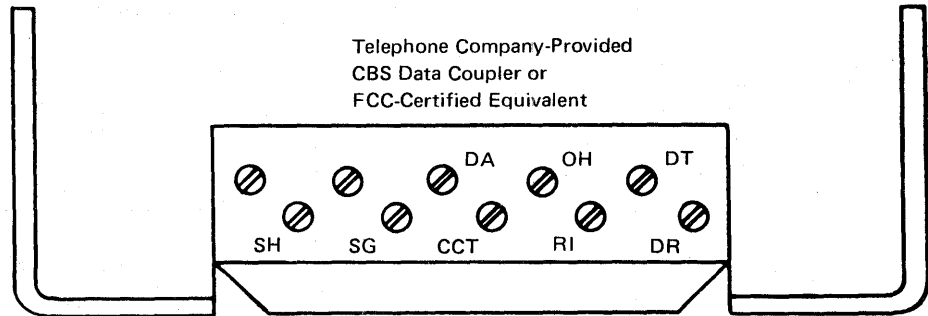 Telephone Company-Provided
CBS Data Coupler or
FCC-Certified Equivalent
DA OH DT
SH SG CCT RI DR